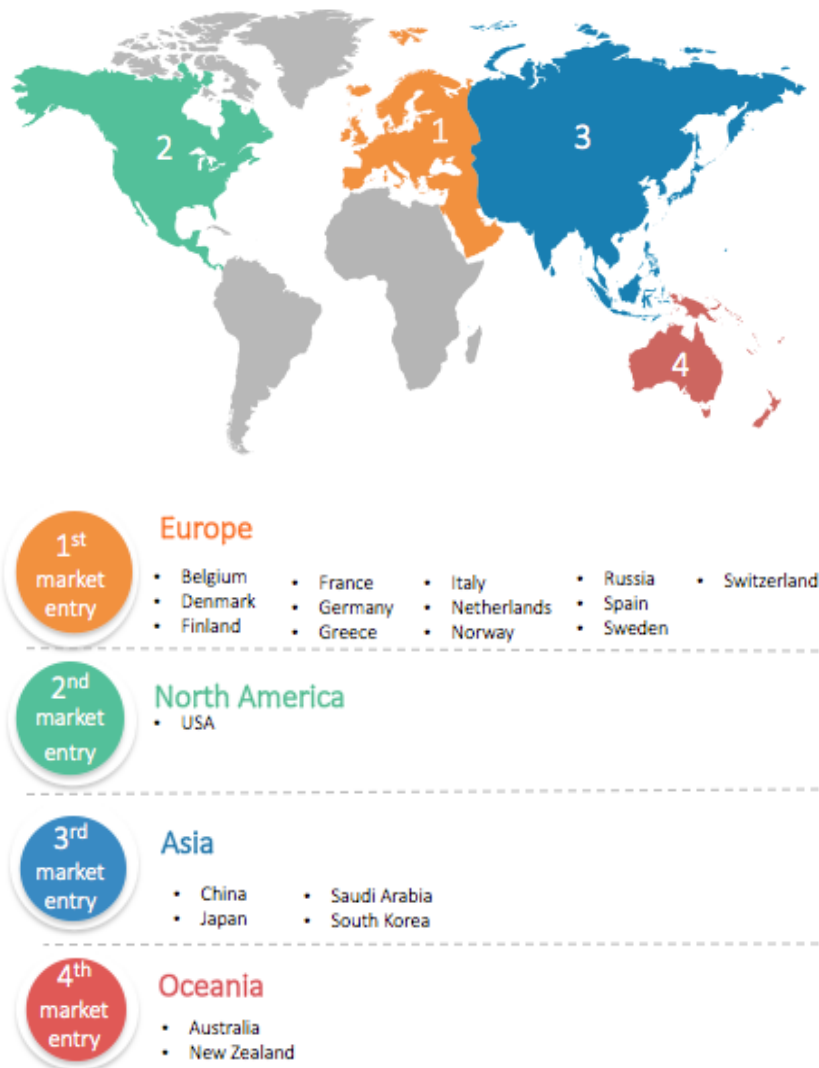 1
2
3
4
1st
market
entry
Europe
• Belgium
• Denmark
• Finland
• France
• Germany
• Greece
• Italy
• Netherlands
• Norway
• Russia
• Spain
• Sweden
• Switzerland
2nd
market
entry
North America
• USA
3rd
market
entry
Asia
• China
• Japan
• Saudi Arabia
• South Korea
4th
market
entry
Oceania
• Australia
• New Zealand